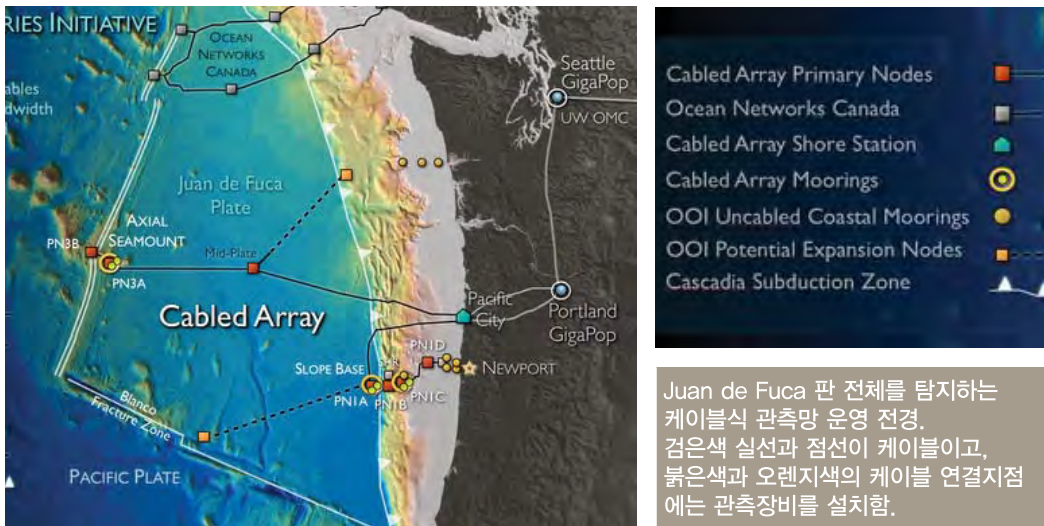 RIES INITIATIVE
OCEAN
NETWORKS
CANADA
ables
dwidth
Seattle
GigaPop
UW OMC
Juan de Fuca
Plate
AXIAL
SEAMOUNT
PN3B
PN3A
Mid-Plate
Cabled Array
Pacific
City
Portland
GigaPop
PN1D
SLOPE BASE
NEWPORT
PN1A
PN1B
PN1C
Blanco
Fracture Zone
PACIFIC PLATE
Cabled Array Primary Nodes
Ocean Networks Canada
Cabled Array Shore Station
Cabled Array Moorings
OOI Uncabled Coastal Moorings
OOI Potential Expansion Nodes
Cascadia Subduction Zone
Juan de Fuca 판 전체를 탐지하는
케이블식 관측망 운영 전경.
검은색 실선과 점선이 케이블이고,
붉은색과 오렌지색의 케이블 연결지점
에는 관측장비를 설치함.